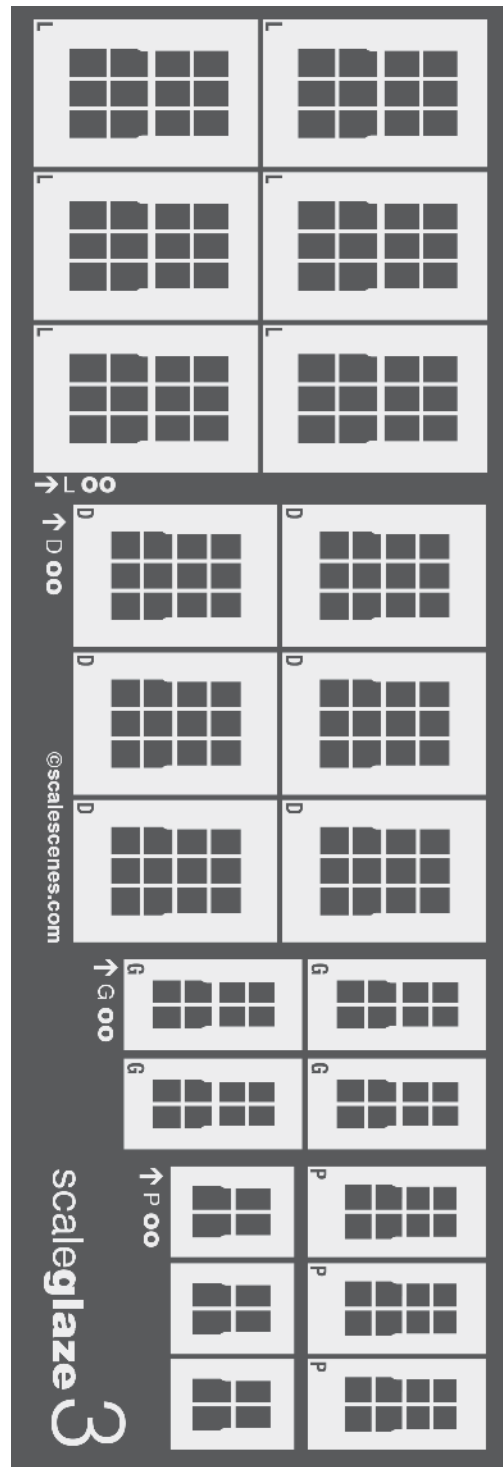 L L
L L
L L
→ L OO
D D
→ D OO
D D
D D
©scalescenes.com
G G
→ G OO
G G
→ P OO
P
P
P
scaleglaze 3